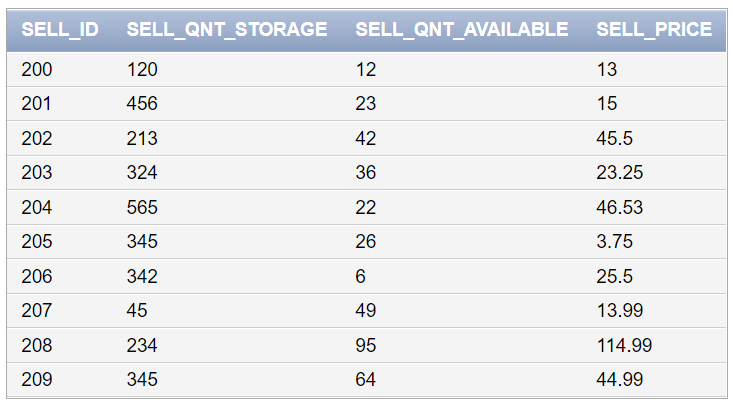 SELL_ID SELL_QNT_STORAGE SELL_QNT_AVAILABLE SELL_PRICE
200 120 12 13
201 456 23 15
202 213 42 45.5
203 324 36 23.25
204 565 22 46.53
205 345 26 3.75
206 342 6 25.5
207 45 49 13.99
208 234 95 114.99
209 345 64 44.99